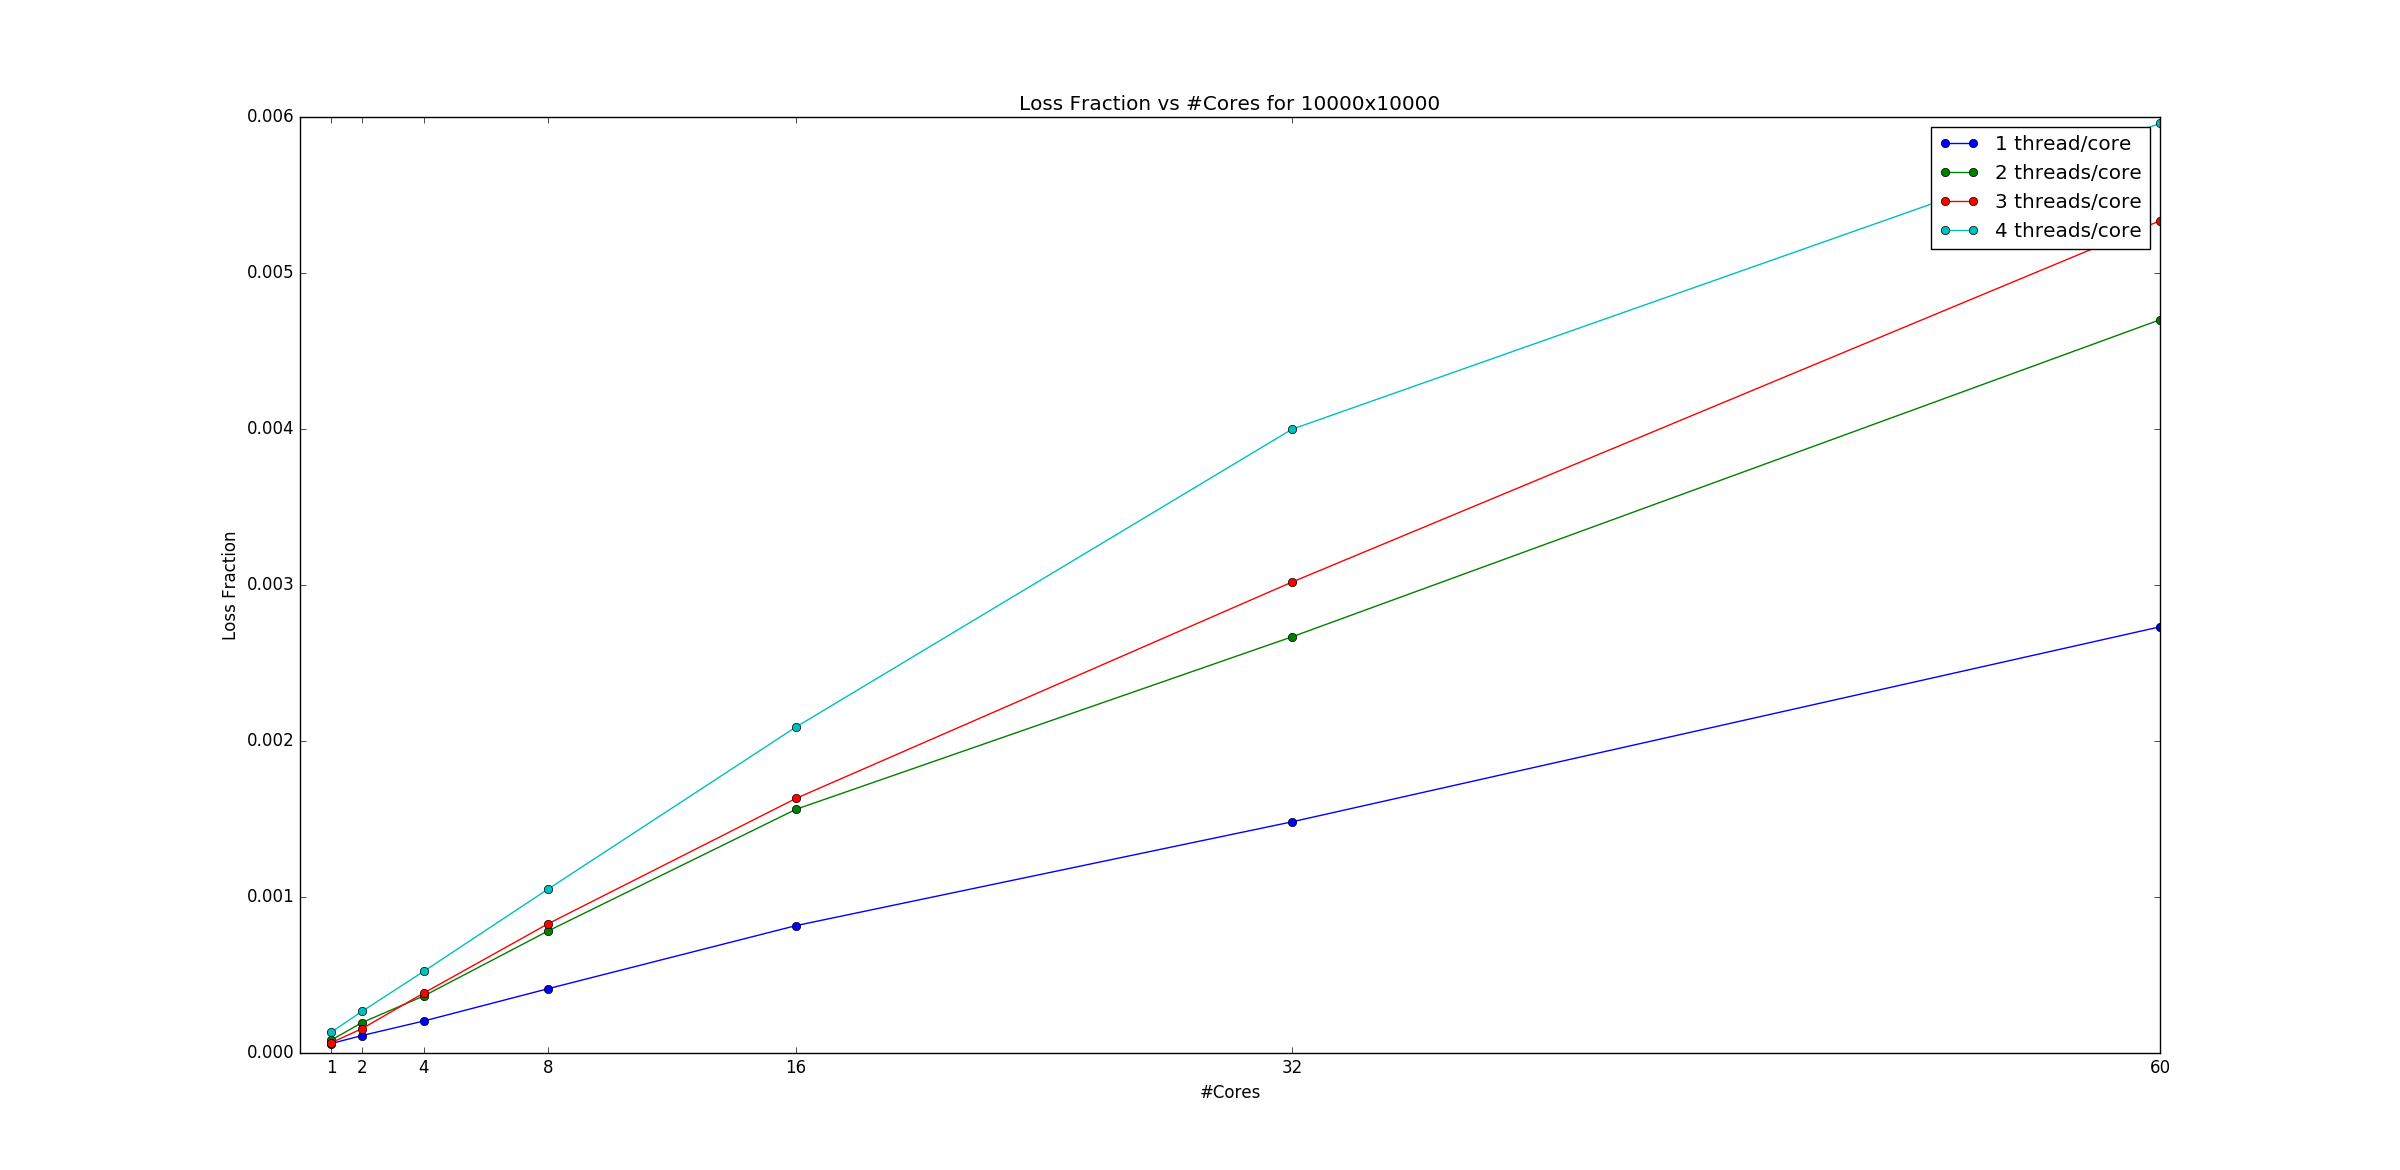 Loss Fraction vs #Cores for 10000x10000
0.006
0.005
0.004
0.003
0.002
0.001
0.000
Loss Fraction
1 thread/core
2 threads/core
3 threads/core
4 threads/core
1 2 4 8 16 32 60
#Cores